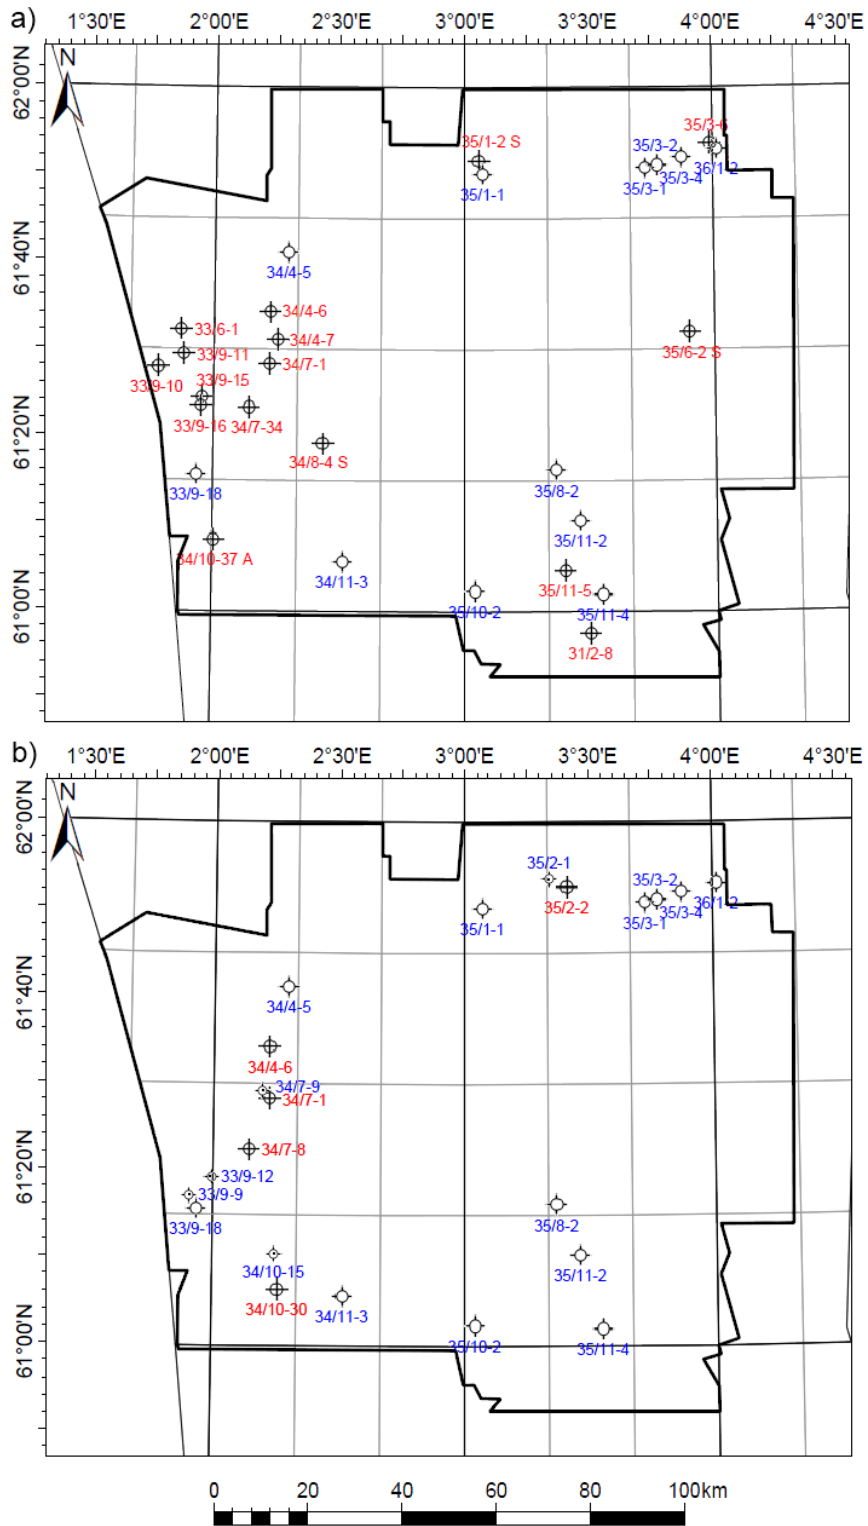 a)
1°30'E 2°00'E 2°30'E 3°00'E 3°30'E 4°00'E 4°30'E
N
62°00'N
35/3-6
35/1-2 S
35/3-2
36/1-2
35/3-4
35/3-1
35/1-1
61°40'N
34/4-5
34/4-6
33/6-1
34/4-7
35/6-2 S
33/9-11
34/7-1
33/9-10
33/9-15
33/9-16
34/7-34
61°20'N
34/8-4 S
33/9-18
35/8-2
35/11-2
34/10-37 A
34/11-3
35/11-5
61°00'N
35/10-2
35/11-4
31/2-8
b)
1°30'E 2°00'E 2°30'E 3°00'E 3°30'E 4°00'E 4°30'E
N
62°00'N
35/2-1
35/3-2
35/2-2
35/3-4
36/1-2
35/3-1
35/1-1
61°40'N
34/4-5
34/4-6
34/7-9
34/7-1
34/7-8
61°20'N
33/9-12
33/9-9
33/9-18
35/8-2
35/11-2
34/10-15
34/10-30
34/11-3
61°00'N
35/10-2
35/11-4
0 20 40 60 80 100km